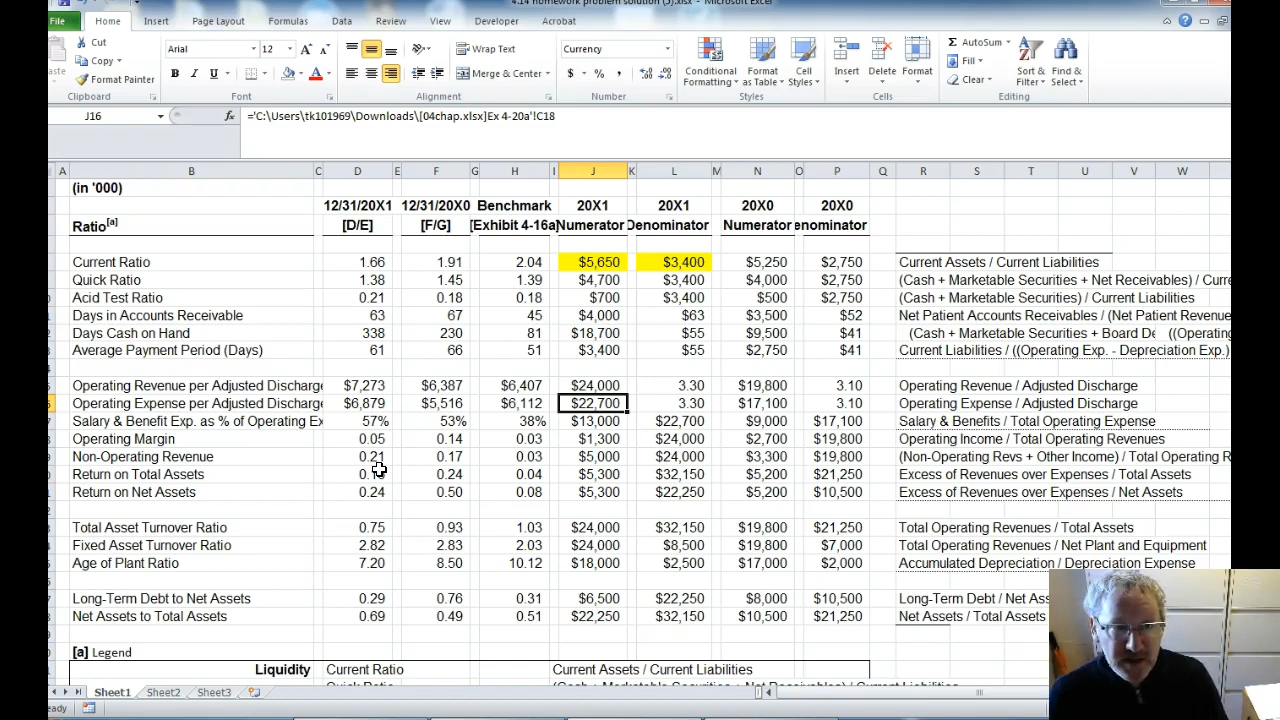 4.14 homework problem solution (5).xlsx - Microsoft Excel
File Home Insert Page Layout Formulas Data Review View Developer Acrobat
Cut Arial 12 Wrap Text Currency AutoSum
Copy Fill
Format Painter Merge & Center Conditional Formatting Format as Table Cell Styles Insert Delete Format Clear Sort & Filter Find & Select
Clipboard Font Alignment Number Styles Cells Editing
J16 fx ='C:\Users\tk101969\Downloads\[04chap.xlsx]Ex 4-20a'!C18
A B C D E F G H I J K L M N O P Q R S T U V W
(in '000)
12/31/20X1 12/31/20X0 Benchmark 20X1 20X1 20X0 20X0
Ratio[a] [D/E] [F/G] [Exhibit 4-16a Numerator Denominator Numerator enominator
Current Ratio 1.66 1.91 2.04 $5,650 $3,400 $5,250 $2,750 Current Assets / Current Liabilities
Quick Ratio 1.38 1.45 1.39 $4,700 $3,400 $4,000 $2,750 (Cash + Marketable Securities + Net Receivables) / Curre
Acid Test Ratio 0.21 0.18 0.18 $700 $3,400 $500 $2,750 (Cash + Marketable Securities) / Current Liabilities
Days in Accounts Receivable 63 67 45 $4,000 $63 $3,500 $52 Net Patient Accounts Receivables / (Net Patient Revenue
Days Cash on Hand 338 230 81 $18,700 $55 $9,500 $41 (Cash + Marketable Securities + Board De ((Operating
Average Payment Period (Days) 61 66 51 $3,400 $55 $2,750 $41 Current Liabilities / ((Operating Exp. - Depreciation Exp.)
Operating Revenue per Adjusted Discharge $7,273 $6,387 $6,407 $24,000 3.30 $19,800 3.10 Operating Revenue / Adjusted Discharge
Operating Expense per Adjusted Discharge $6,879 $5,516 $6,112 $22,700 3.30 $7,100 3.10 Operating Expense / Adjusted Discharge
Salary & Benefit Exp. as % of Operating Ex 57% 53% 38% $13,000 $22,700 $9,000 $17,100 Salary & Benefits / Total Operating Expense
Operating Margin 0.05 0.14 0.03 $1,300 $24,000 $2,700 $19,800 Operating Income / Total Operating Revenues
Non-Operating Revenue 0.21 0.17 0.03 $5,000 $24,000 $3,300 $19,800 (Non-Operating Revs + Other Income) / Total Operating R
Return on Total Assets 0.24 0.04 $5,300 $32,150 $5,200 $21,250 Excess of Revenues over Expenses / Total Assets
Return on Net Assets 0.24 0.50 0.08 $5,300 $22,250 $5,200 $10,500 Excess of Revenues over Expenses / Net Assets
Total Asset Turnover Ratio 0.75 0.93 1.03 $24,000 $32,150 $19,800 $21,250 Total Operating Revenues / Total Assets
Fixed Asset Turnover Ratio 2.82 2.83 2.03 $24,000 $8,500 $19,800 $7,000 Total Operating Revenues / Net Plant and Equipment
Age of Plant Ratio 7.20 8.50 10.12 $18,000 $2,500 $17,000 $2,000 Accumulated Depreciation / Depreciation Expense
Long-Term Debt to Net Assets 0.29 0.76 0.31 $6,500 $22,250 $8,000 $10,500 Long-Term Debt / Net
Net Assets to Total Assets 0.69 0.49 0.51 $22,250 $32,150 $10,500 $21,250 Net Assets / Total Assets
[a] Legend
Liquidity Current Ratio Current Assets / Current Liabilities
Sheet1 Sheet2 Sheet3
eady